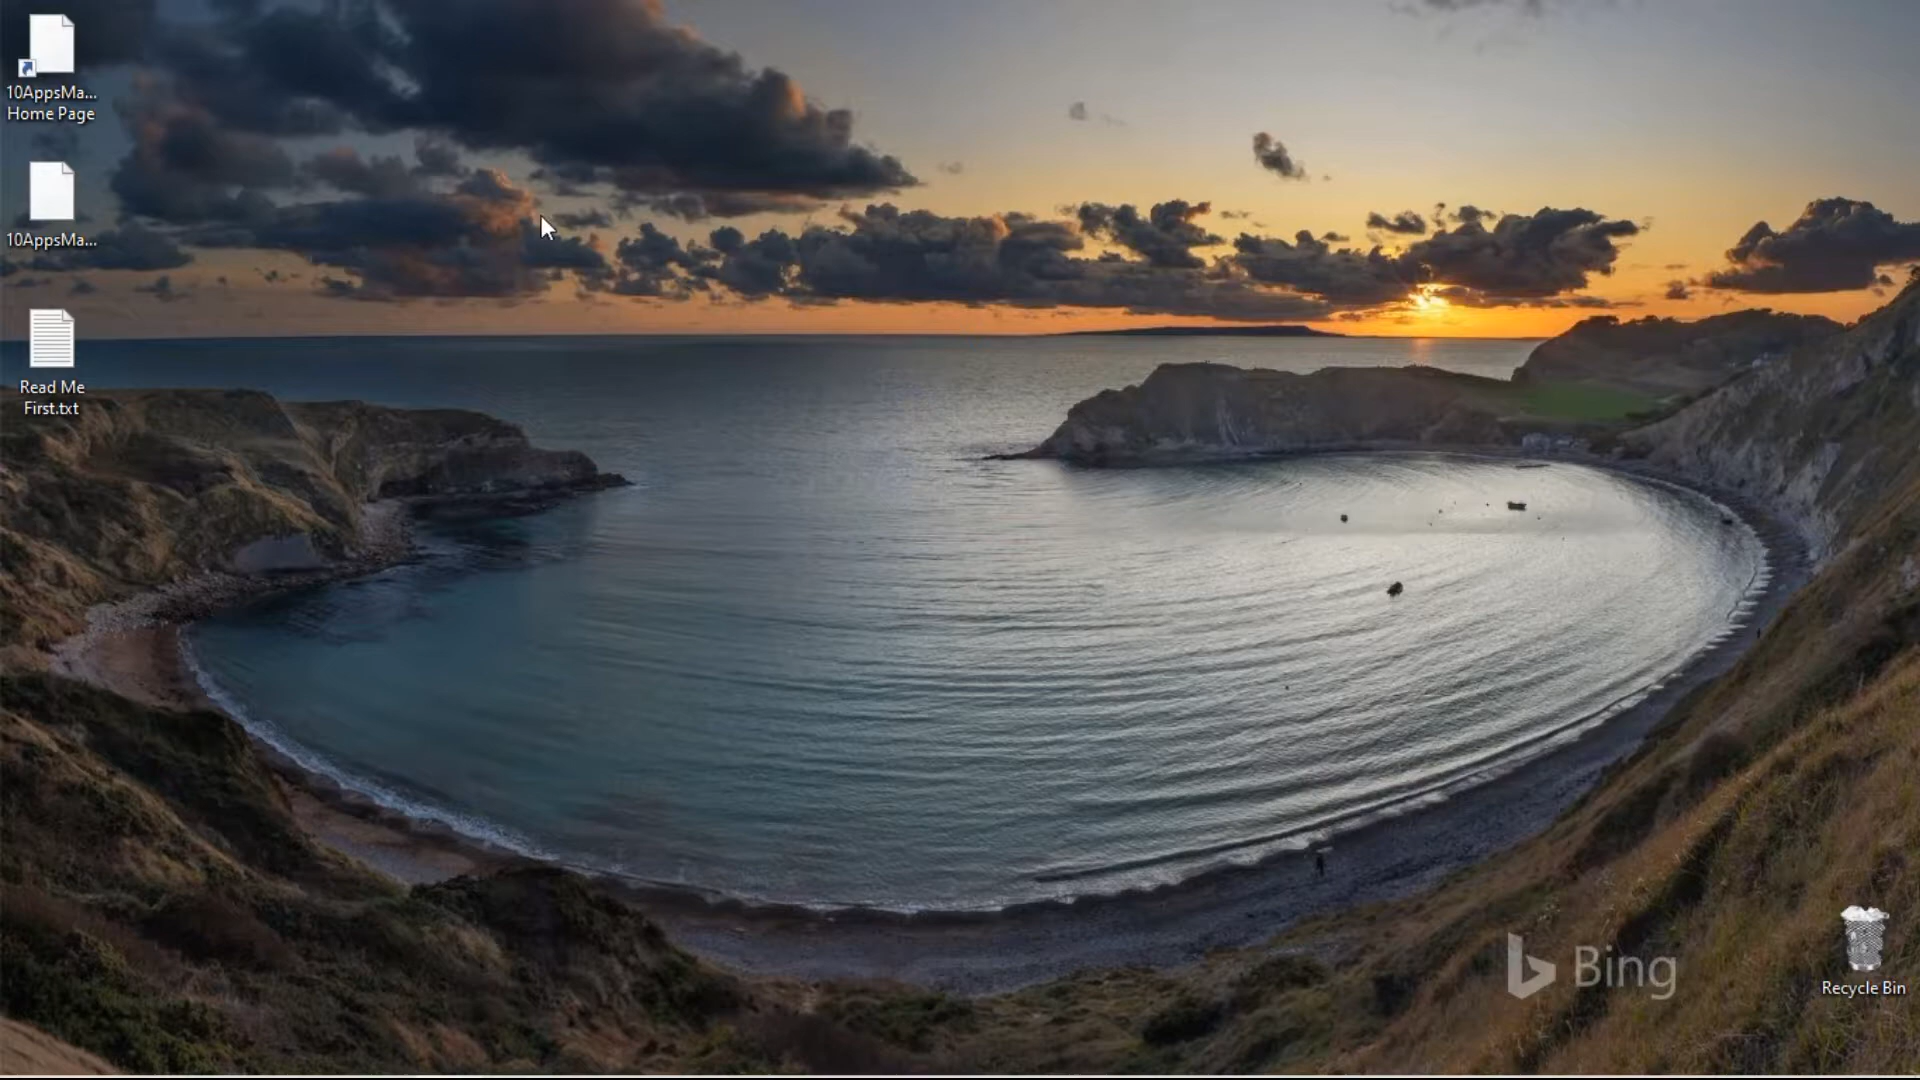 10AppsMa...
Home Page
10AppsMa...
Read Me
First.txt
Bing
Recycle Bin